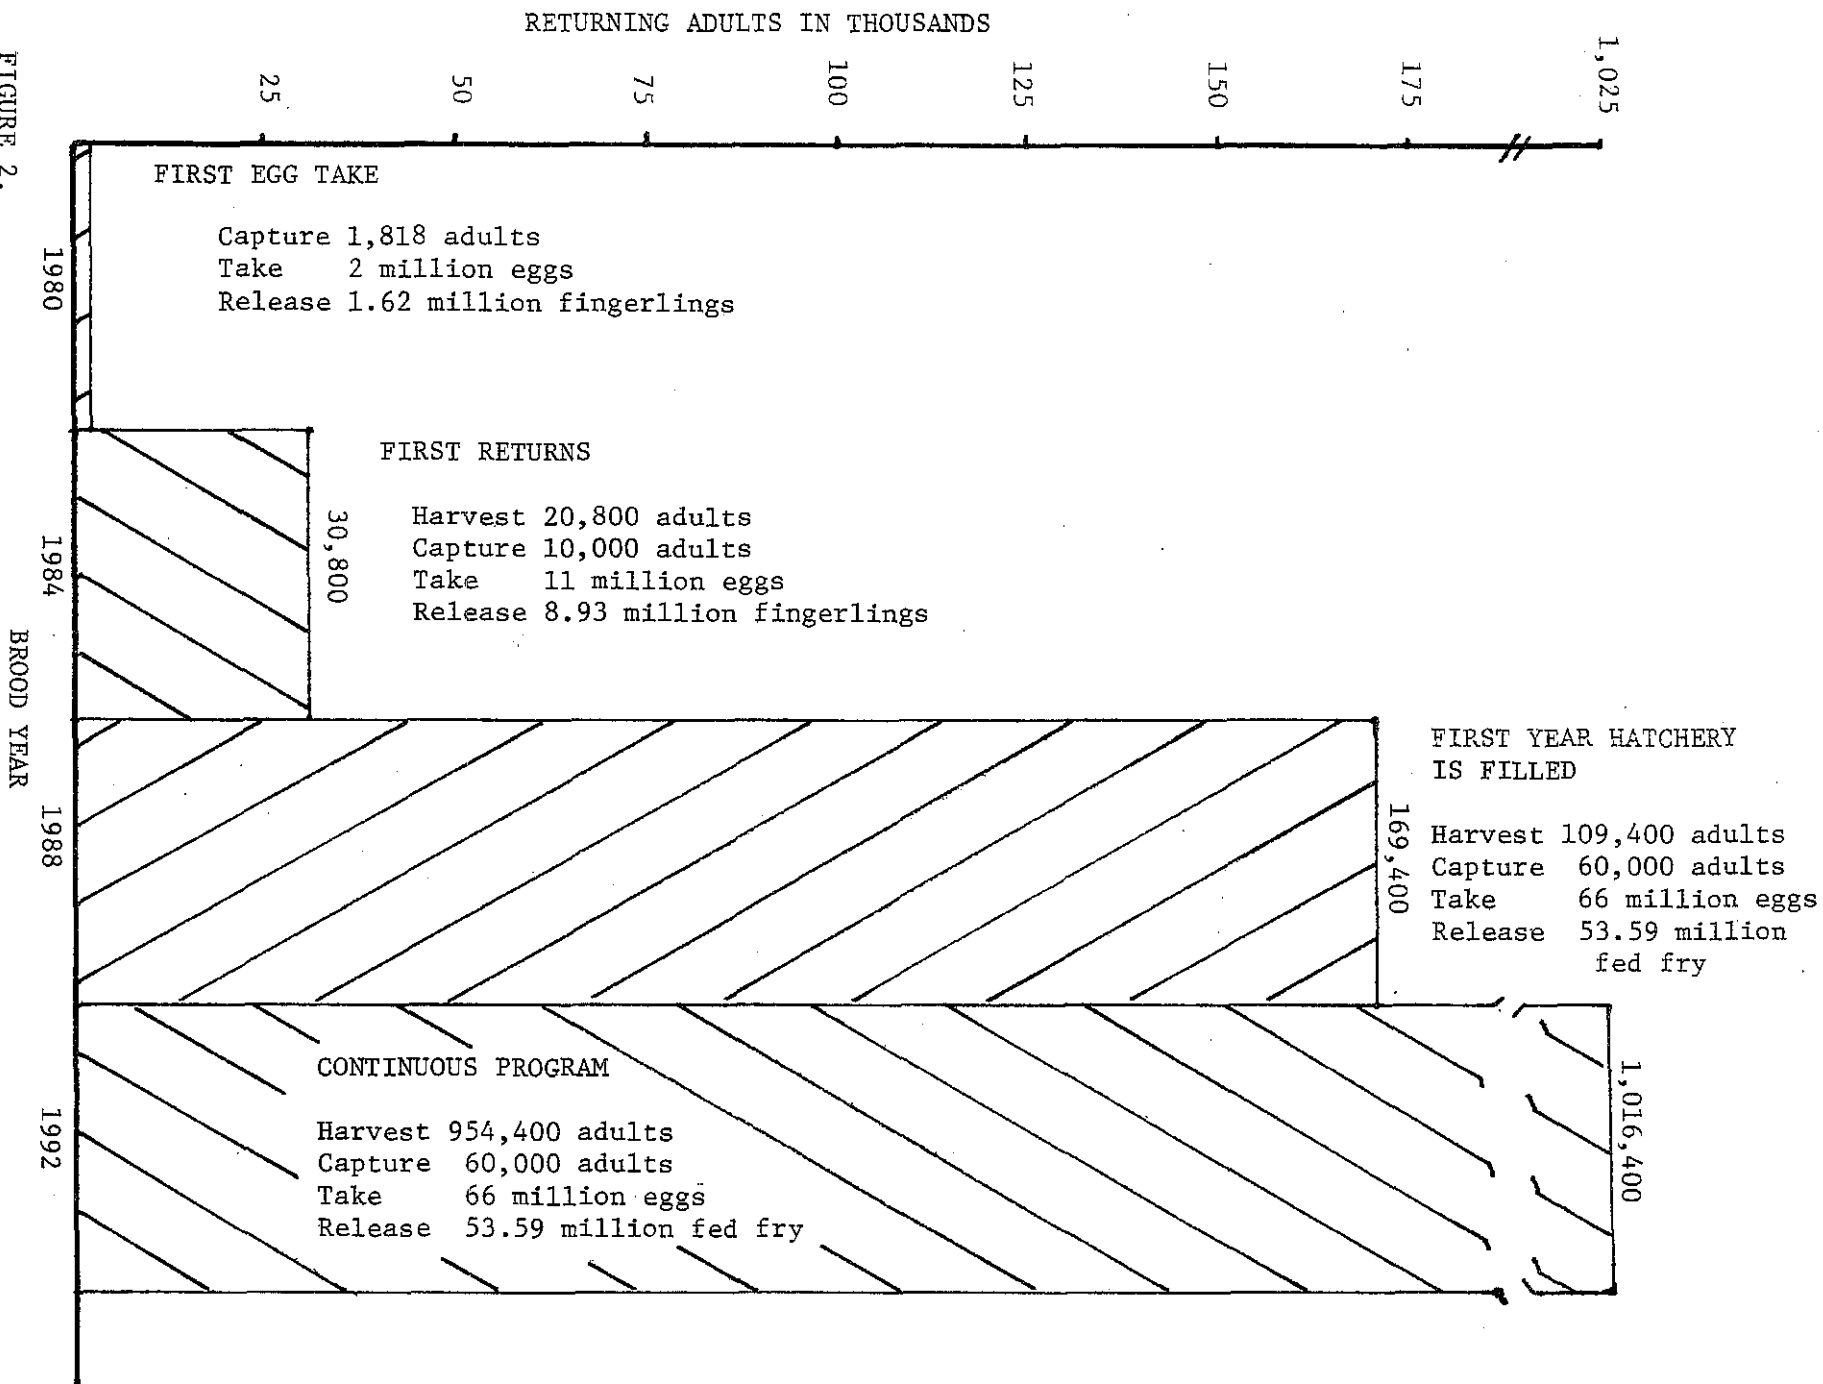 RETURNING ADULTS IN THOUSANDS
25
50
75
100
125
150
175
1,025
FIGURE 2.
BROOD YEAR
1980
FIRST EGG TAKE
Capture 1,818 adults
Take 2 million eggs
Release 1.62 million fingerlings
1984
30,800
FIRST RETURNS
Harvest 20,800 adults
Capture 10,000 adults
Take 11 million eggs
Release 8.93 million fingerlings
1988
169,400
FIRST YEAR HATCHERY
IS FILLED
Harvest 109,400 adults
Capture 60,000 adults
Take 66 million eggs
Release 53.59 million
fed fry
1992
1,016,400
CONTINUOUS PROGRAM
Harvest 954,400 adults
Capture 60,000 adults
Take 66 million eggs
Release 53.59 million fed fry